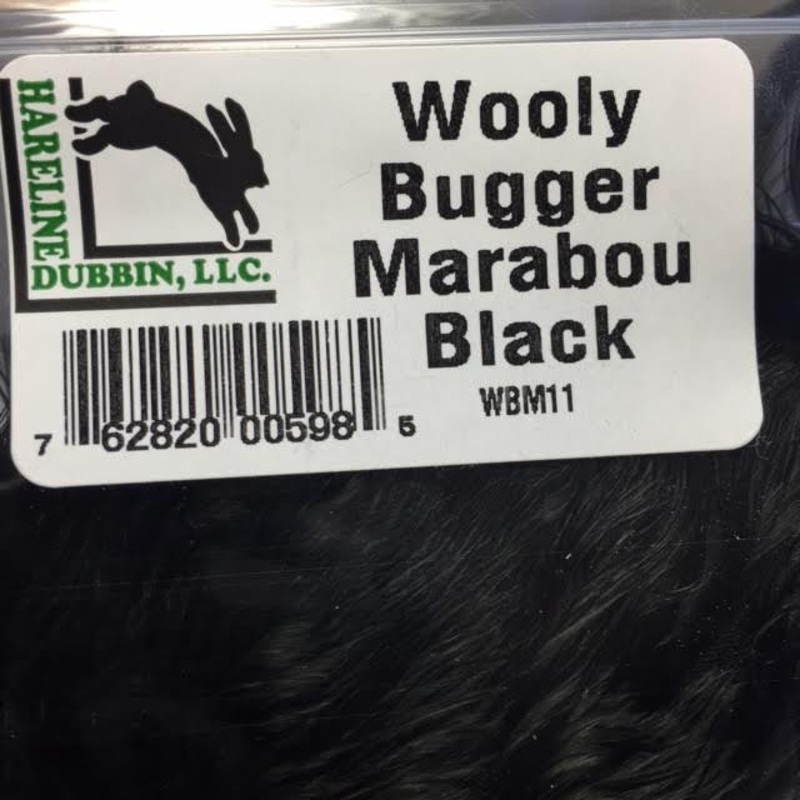 HARELINE
DUBBIN, LLC.
Wooly
Bugger
Marabou
Black
WBM11
7 62820 00598 5